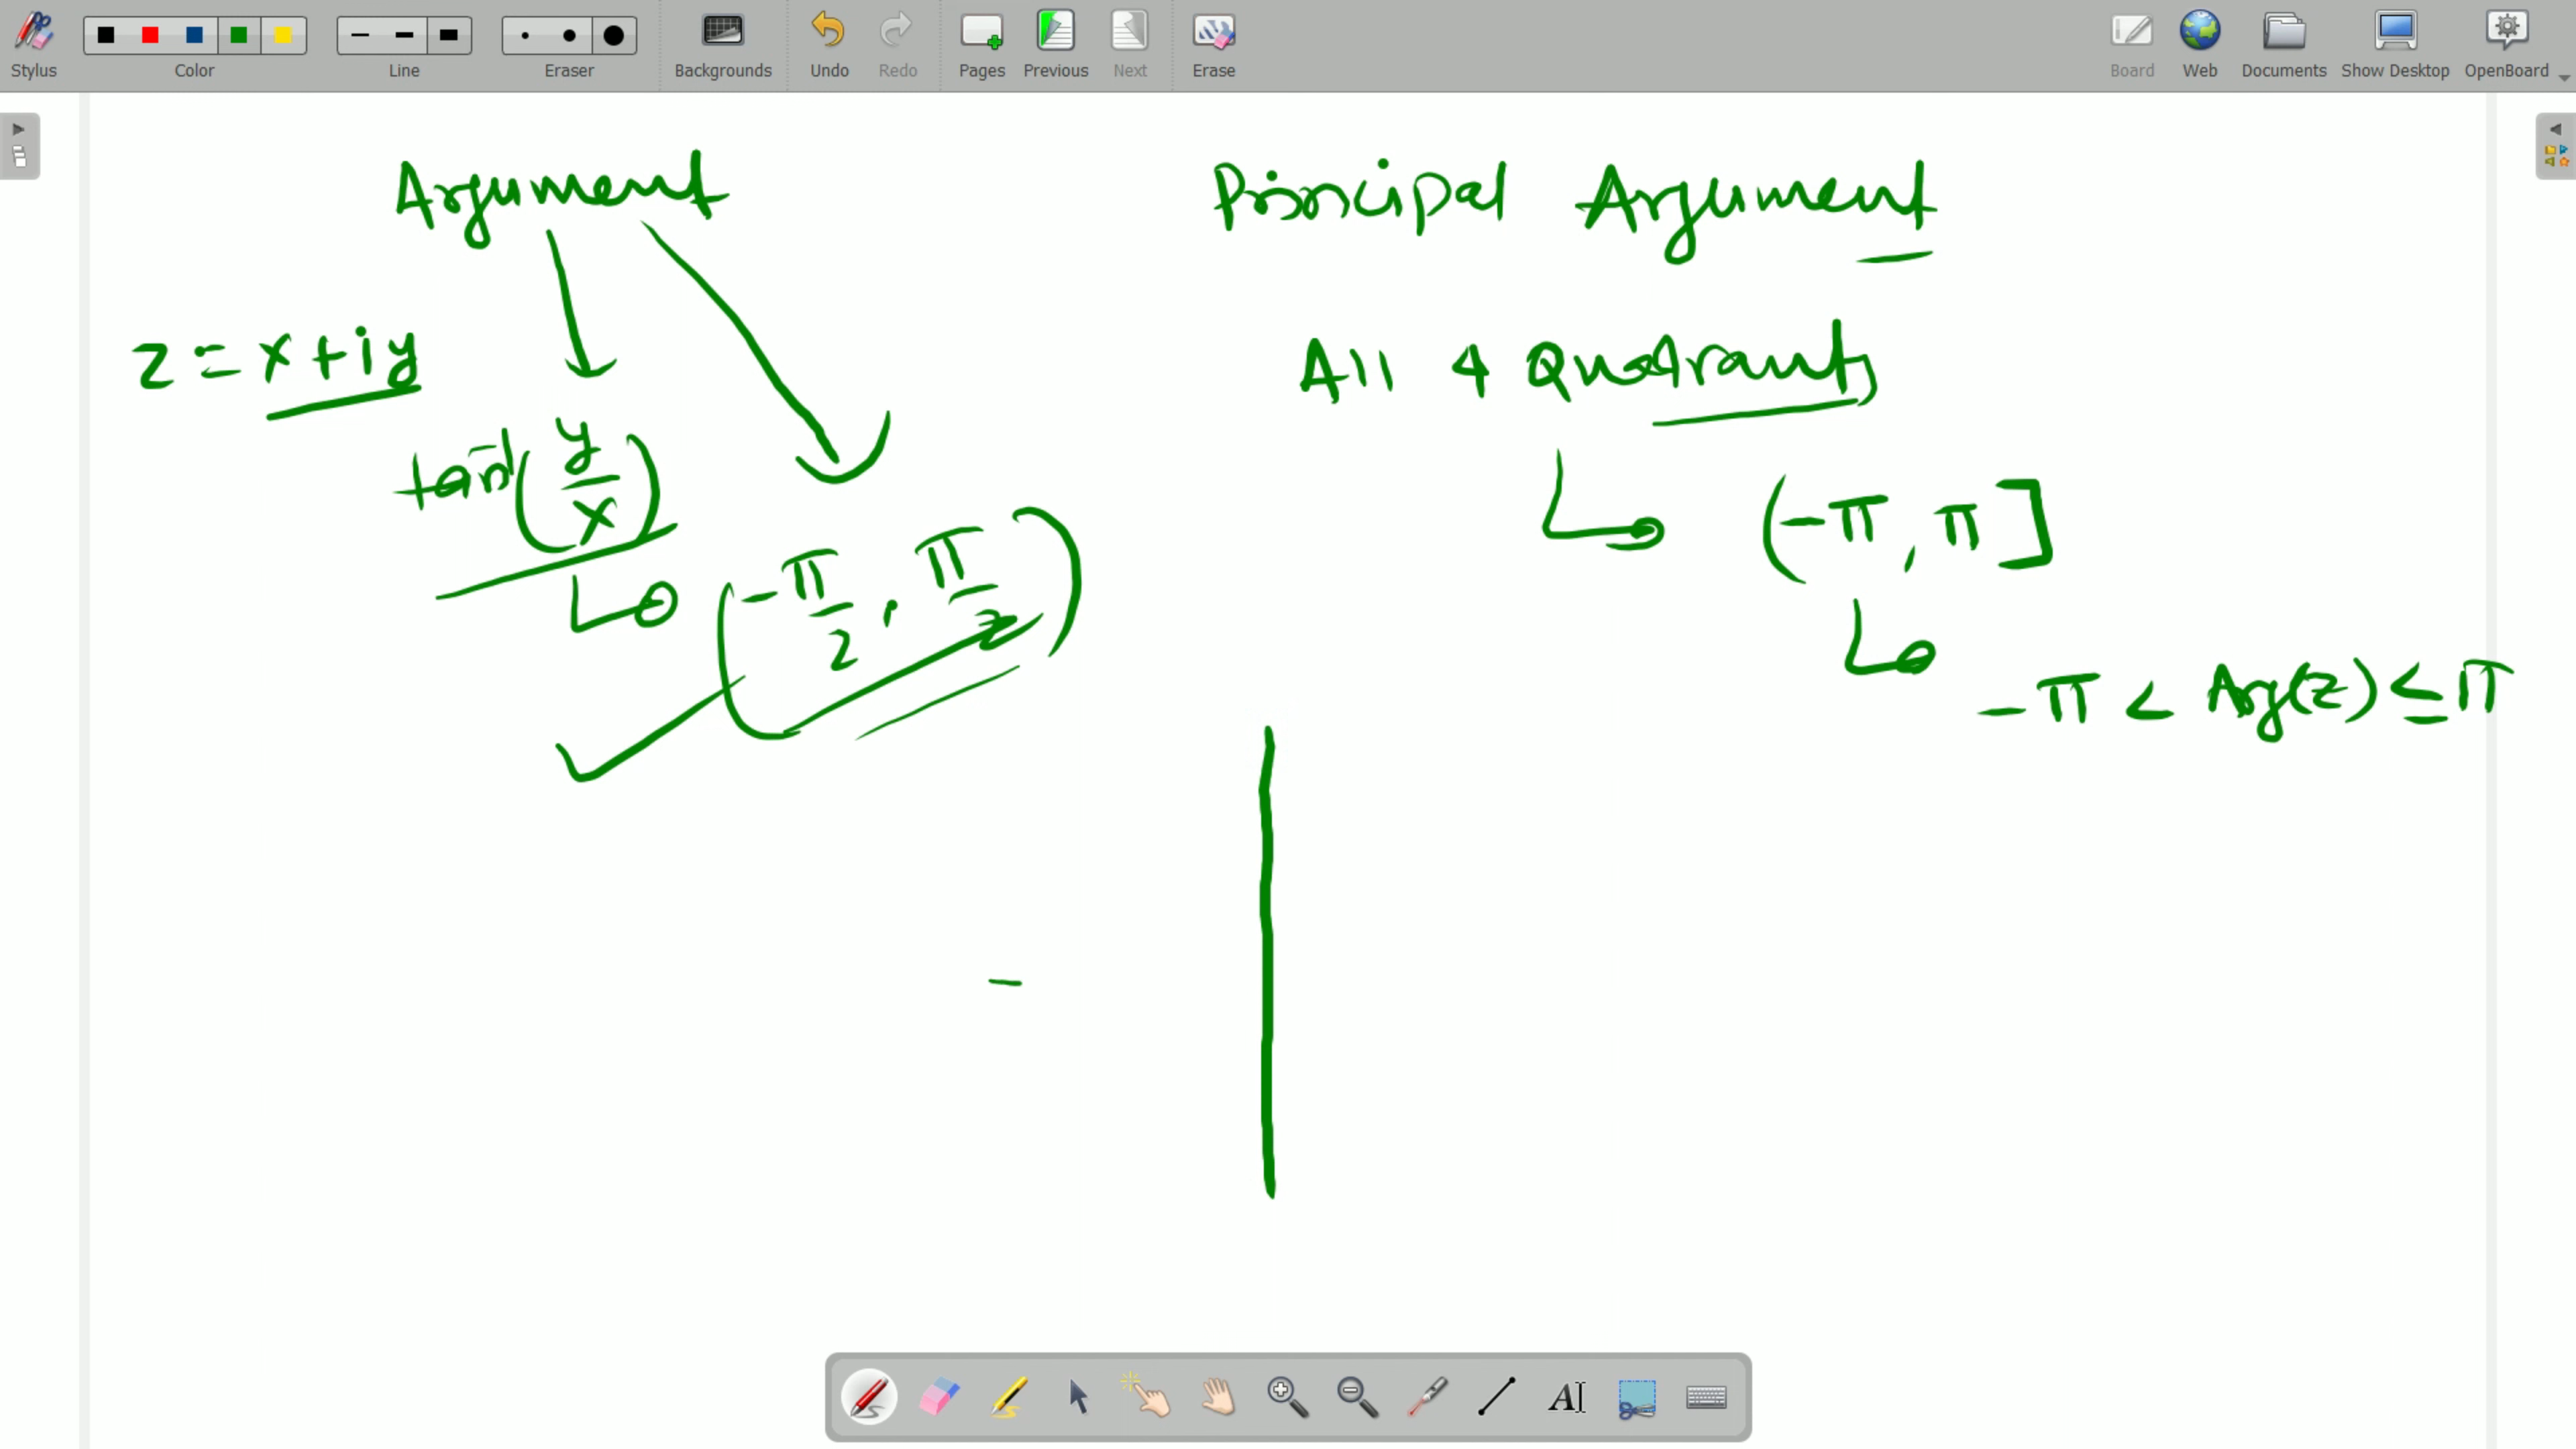 Stylus Color Line Eraser Backgrounds Undo Redo Pages Previous Next Erase Board Web Documents Show Desktop OpenBoard
Argument
Principal Argument
z = x + iy
All 4 Quadrants
tan⁻¹(y/x)
(-π/2, π/2)
(-π, π]
-π < Arg(z) ≤ π
-